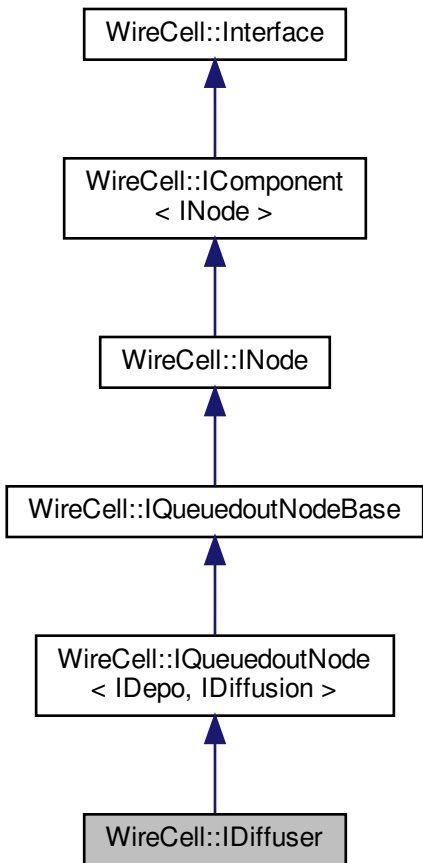 WireCell::Interface
WireCell::IComponent
< INode >
WireCell::INode
WireCell::IQueuedoutNodeBase
WireCell::IQueuedoutNode
< IDepo, IDiffusion >
WireCell::IDiffuser